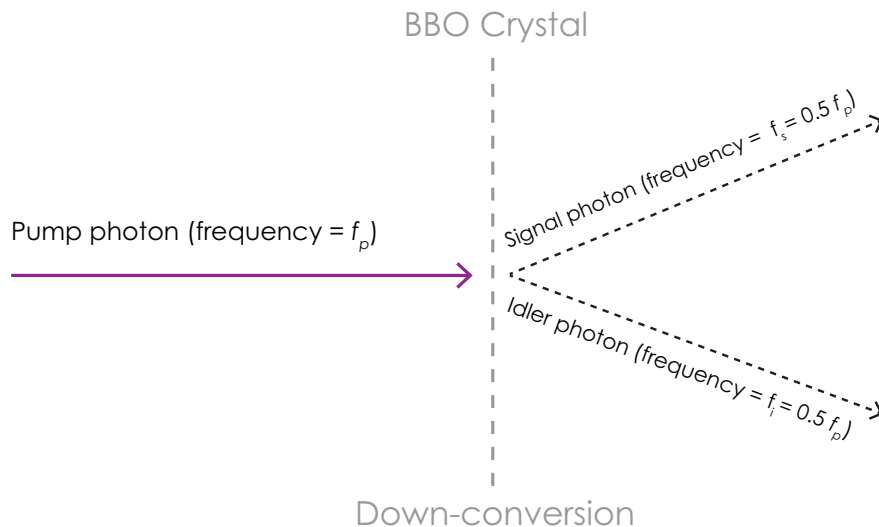 BBO Crystal
Signal photon (frequency = f_s = 0.5 f_p)
Pump photon (frequency = f_p)
Idler photon (frequency = f_i = 0.5 f_p)
Down-conversion